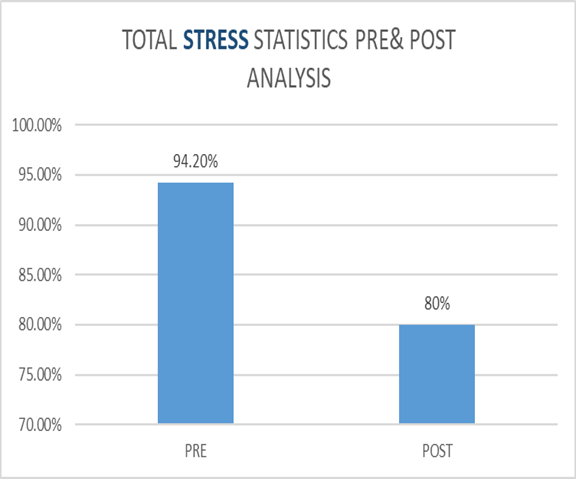 TOTAL STRESS STATISTICS PRE& POST
ANALYSIS
100.00%
95.00%
90.00%
85.00%
80.00%
75.00%
70.00%
94.20%
80%
PRE
POST